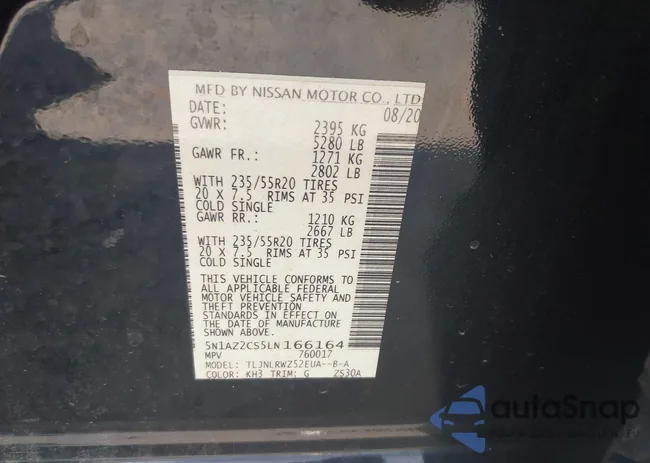 MFD BY NISSAN MOTOR CO., LTD
DATE: 08/20
GVWR: 2395 KG
5280 LB
GAWR FR.: 1271 KG
2802 LB
WITH 235/55R20 TIRES
20 X 7.5 RIMS AT 35 PSI
COLD SINGLE
GAWR RR.: 1210 KG
2667 LB
WITH 235/55R20 TIRES
20 X 7.5 RIMS AT 35 PSI
COLD SINGLE
THIS VEHICLE CONFORMS TO
ALL APPLICABLE FEDERAL
MOTOR VEHICLE SAFETY AND
THEFT PREVENTION
STANDARDS IN EFFECT ON
THE DATE OF MANUFACTURE
SHOWN ABOVE.
5N1AZ2CS5LN166164
MPV 760017
MODEL: TLJNLRWZ52EUA--B-A
COLOR: KH3 TRIM: G ZS30A
autoSnap